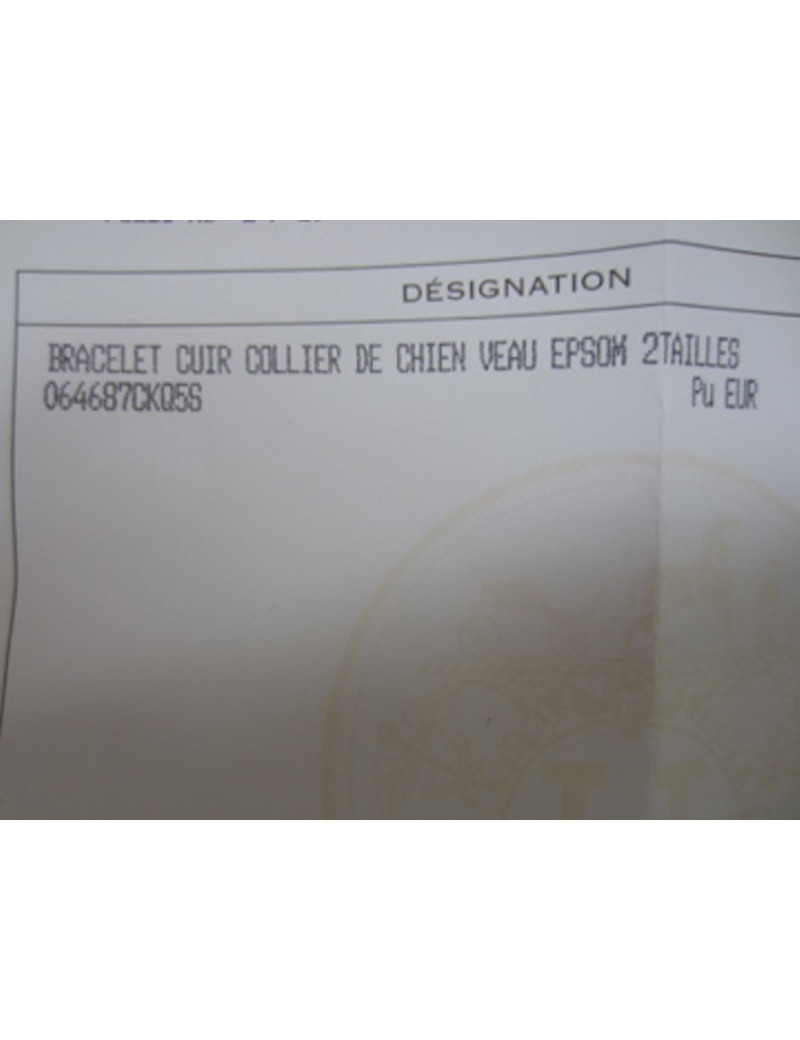 DÉSIGNATION
BRACELET CUIR COLLIER DE CHIEN VEAU EPSOM 2TAILLES
064687CKQ5S Pu EUR